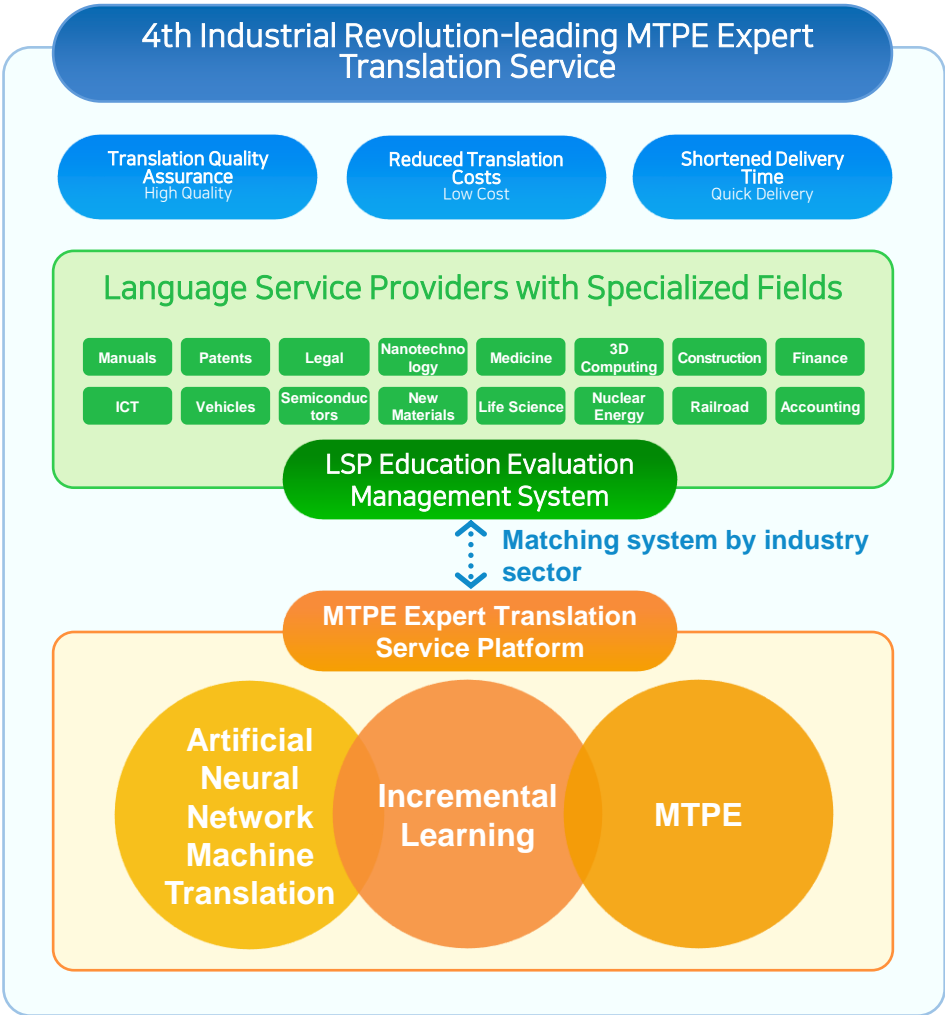 4th Industrial Revolution-leading MTPE Expert
Translation Service
Translation Quality
Assurance
High Quality
Reduced Translation
Costs
Low Cost
Shortened Delivery
Time
Quick Delivery
Language Service Providers with Specialized Fields
Manuals
Patents
Legal
Nanotechno
logy
Medicine
3D
Computing
Construction
Finance
ICT
Vehicles
Semiconduc
tors
New
Materials
Life Science
Nuclear
Energy
Railroad
Accounting
LSP Education Evaluation
Management System
Matching system by industry
sector
MTPE Expert Translation
Service Platform
Artificial
Neural
Network
Machine
Translation
Incremental
Learning
MTPE